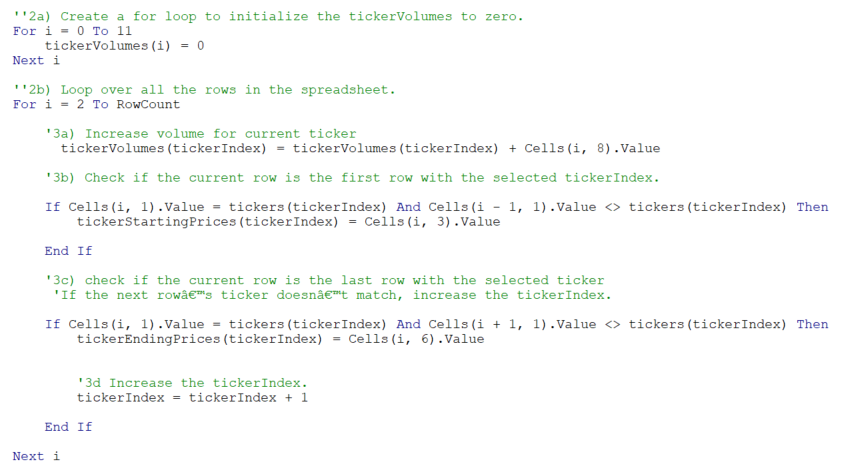 ''2a) Create a for loop to initialize the tickerVolumes to zero.
For i = 0 To 11
    tickerVolumes(i) = 0
Next i

''2b) Loop over all the rows in the spreadsheet.
For i = 2 To RowCount

    '3a) Increase volume for current ticker
      tickerVolumes(tickerIndex) = tickerVolumes(tickerIndex) + Cells(i, 8).Value

    '3b) Check if the current row is the first row with the selected tickerIndex.

    If Cells(i, 1).Value = tickers(tickerIndex) And Cells(i - 1, 1).Value <> tickers(tickerIndex) Then
        tickerStartingPrices(tickerIndex) = Cells(i, 3).Value

    End If

    '3c) check if the current row is the last row with the selected ticker
     'If the next rowâ€™s ticker doesnâ€™t match, increase the tickerIndex.

    If Cells(i, 1).Value = tickers(tickerIndex) And Cells(i + 1, 1).Value <> tickers(tickerIndex) Then
        tickerEndingPrices(tickerIndex) = Cells(i, 6).Value


        '3d Increase the tickerIndex.
        tickerIndex = tickerIndex + 1

    End If

Next i